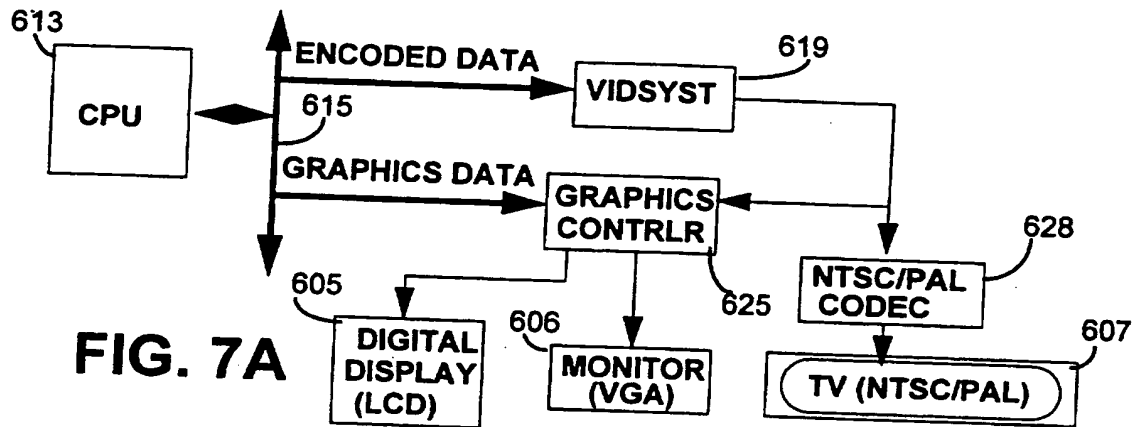 613
CPU
ENCODED DATA
619
VIDSYST
615
GRAPHICS DATA
GRAPHICS
CONTRLR
625
628
NTSC/PAL
CODEC
605
DIGITAL
DISPLAY
(LCD)
606
MONITOR
(VGA)
607
TV (NTSC/PAL)
FIG. 7A